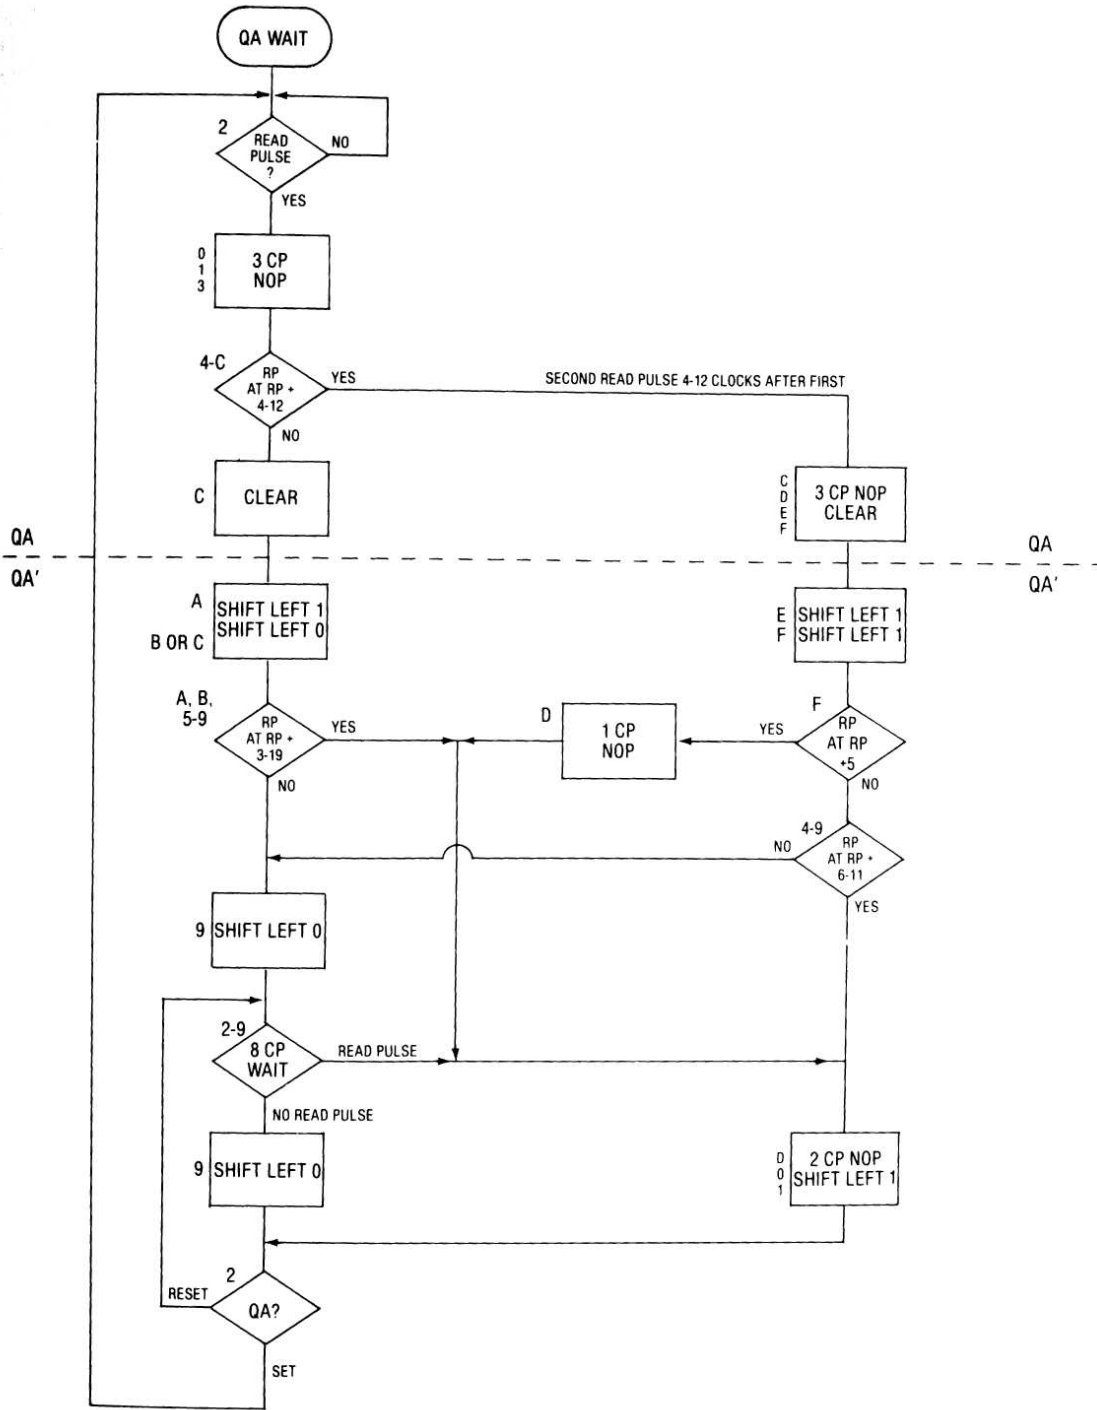 QA WAIT
2
READ
PULSE
?
NO
YES
0
1
3
3 CP
NOP
4-C
RP
AT RP +
4-12
YES
SECOND READ PULSE 4-12 CLOCKS AFTER FIRST
NO
C
CLEAR
C
D
E
F
3 CP NOP
CLEAR
QA
QA
QA'
QA'
A
SHIFT LEFT 1
B OR C
SHIFT LEFT 0
E
F
SHIFT LEFT 1
SHIFT LEFT 1
A, B,
5-9
RP
AT RP +
3-19
YES
NO
D
1 CP
NOP
YES
F
RP
AT RP
+5
NO
4-9
RP
AT RP +
6-11
NO
YES
9
SHIFT LEFT 0
2-9
8 CP
WAIT
READ PULSE
NO READ PULSE
9
SHIFT LEFT 0
D
0
1
2 CP NOP
SHIFT LEFT 1
2
QA?
RESET
SET